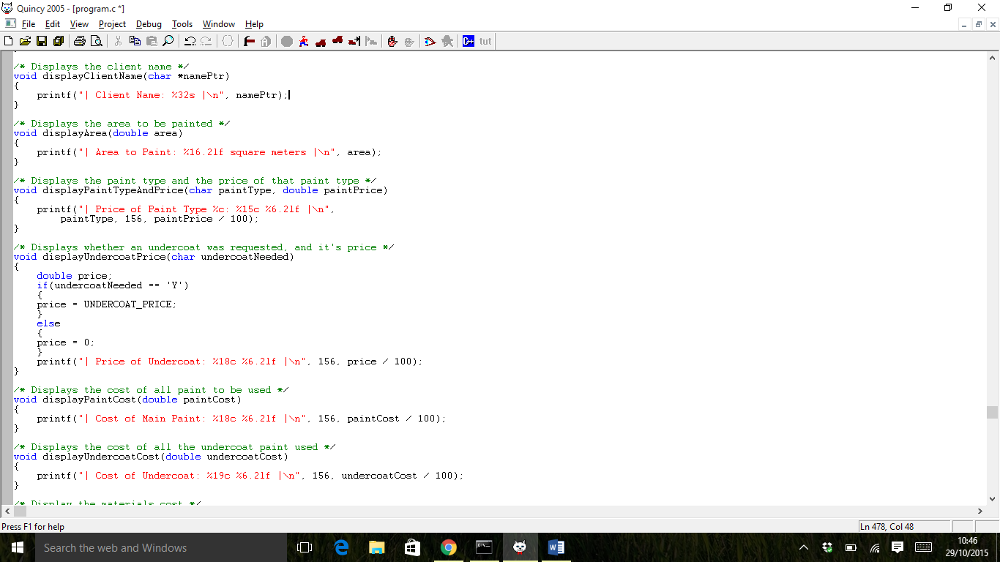 Quincy 2005 - [program.c *]
File Edit View Project Debug Tools Window Help
C++ tut
/* Displays the client name */
void displayClientName(char *namePtr)
{
    printf("| Client Name: %32s |\n", namePtr);
}
/* Displays the area to be painted */
void displayArea(double area)
{
    printf("| Area to Paint: %16.2lf square meters |\n", area);
}
/* Displays the paint type and the price of that paint type */
void displayPaintTypeAndPrice(char paintType, double paintPrice)
{
    printf("| Price of Paint Type %c: %15c %6.2lf |\n",
        paintType, 156, paintPrice / 100);
}
/* Displays whether an undercoat was requested, and it's price */
void displayUndercoatPrice(char undercoatNeeded)
{
    double price;
    if(undercoatNeeded == 'Y')
    {
    price = UNDERCOAT_PRICE;
    }
    else
    {
    price = 0;
    }
    printf("| Price of Undercoat: %18c %6.2lf |\n", 156, price / 100);
}
/* Displays the cost of all paint to be used */
void displayPaintCost(double paintCost)
{
    printf("| Cost of Main Paint: %18c %6.2lf |\n", 156, paintCost / 100);
}
/* Displays the cost of all the undercoat paint used */
void displayUndercoatCost(double undercoatCost)
{
    printf("| Cost of Undercoat: %19c %6.2lf |\n", 156, undercoatCost / 100);
}
/* Display the materials cost */
Press F1 for help
Ln 478, Col 48
Search the web and Windows
10:46
29/10/2015